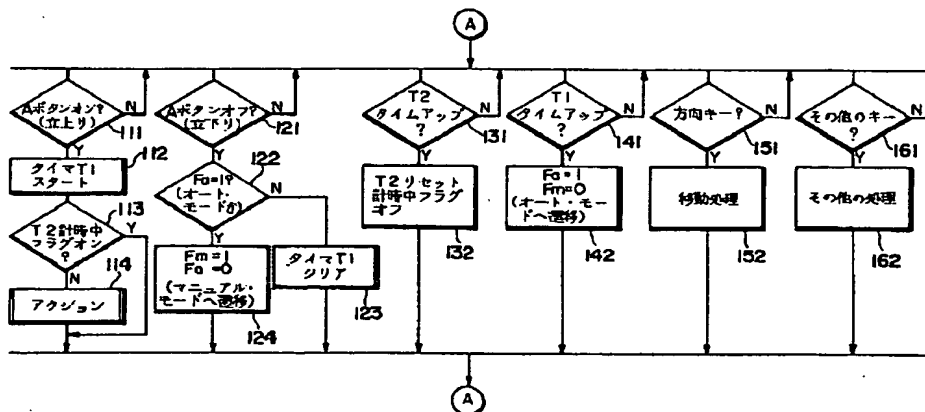 A
Aボタンオン?
(立上り)
N
111
Y
112
タイマT1
スタート
113
T2計時中
フラグオン
?
Y
N
114
アクション
Aボタンオフ?
(立下り)
N
121
Y
122
Fa=1?
(オート・
モードか)
N
Y
Fm=1
Fa=0
(マニュアル・
モードへ遷移)
124
タイマT1
クリア
123
T2
タイムアップ
?
N
131
Y
T2リセット
計時中フラグ
オフ
132
T1
タイムアップ
?
N
141
Y
Fa=1
Fm=0
(オート・モー
ドへ遷移)
142
方向キー?
N
151
Y
移動処理
152
その他のキー
?
N
161
Y
その他の処理
162
A